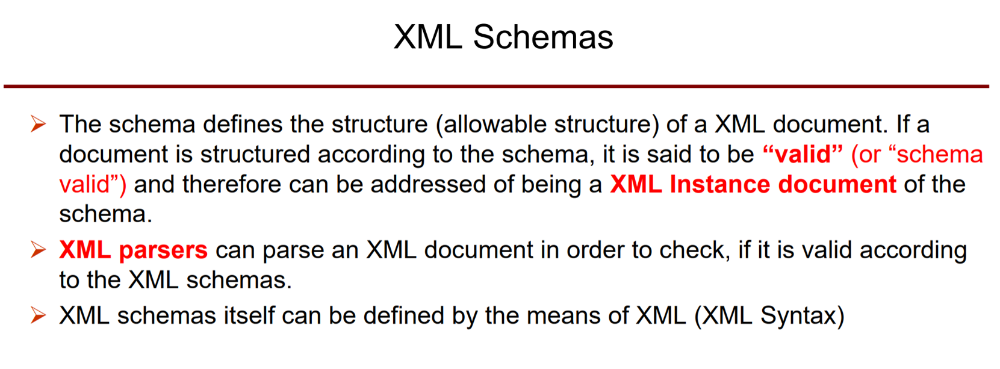 XML Schemas
➢ The schema defines the structure (allowable structure) of a XML document. If a
document is structured according to the schema, it is said to be “valid” (or “schema
valid”) and therefore can be addressed of being a XML Instance document of the
schema.
➢ XML parsers can parse an XML document in order to check, if it is valid according
to the XML schemas.
➢ XML schemas itself can be defined by the means of XML (XML Syntax)